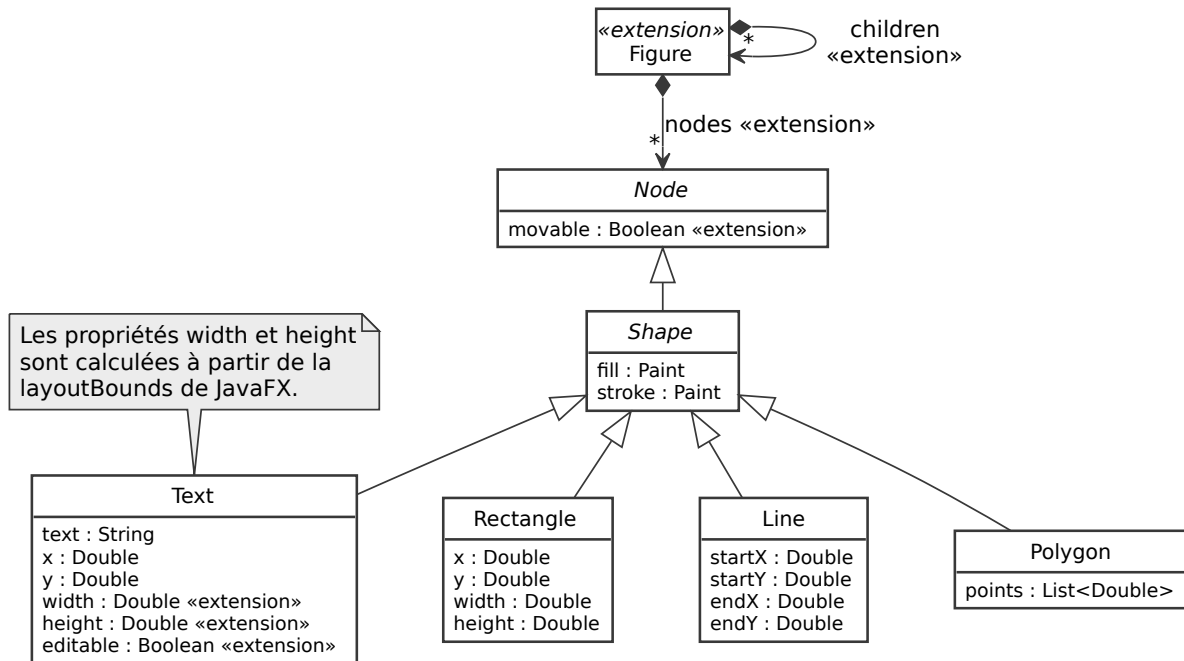 «extension»
Figure
*
children
«extension»
nodes «extension»
*
Node
movable : Boolean «extension»
Les propriétés width et height
sont calculées à partir de la
layoutBounds de JavaFX.
Shape
fill : Paint
stroke : Paint
Text
text : String
x : Double
y : Double
width : Double «extension»
height : Double «extension»
editable : Boolean «extension»
Rectangle
x : Double
y : Double
width : Double
height : Double
Line
startX : Double
startY : Double
endX : Double
endY : Double
Polygon
points : List<Double>